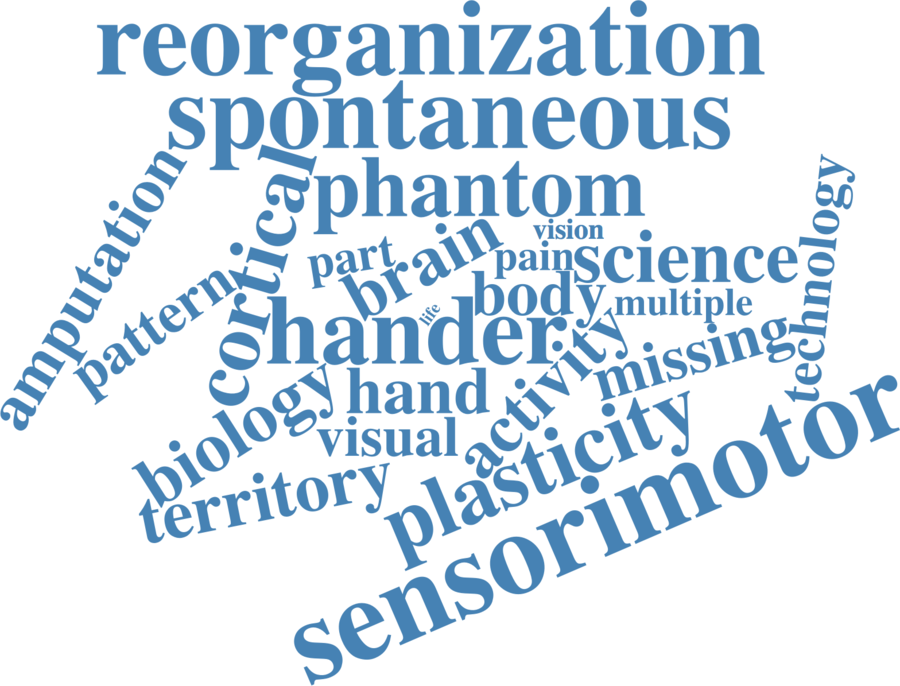 reorganization
spontaneous
amputation
cortical
phantom
technology
vision
part
brain
pain
science
pattern
life
body
multiple
hander.
biology
hand
activity
missing
visual
territory
plasticity
sensorimotor